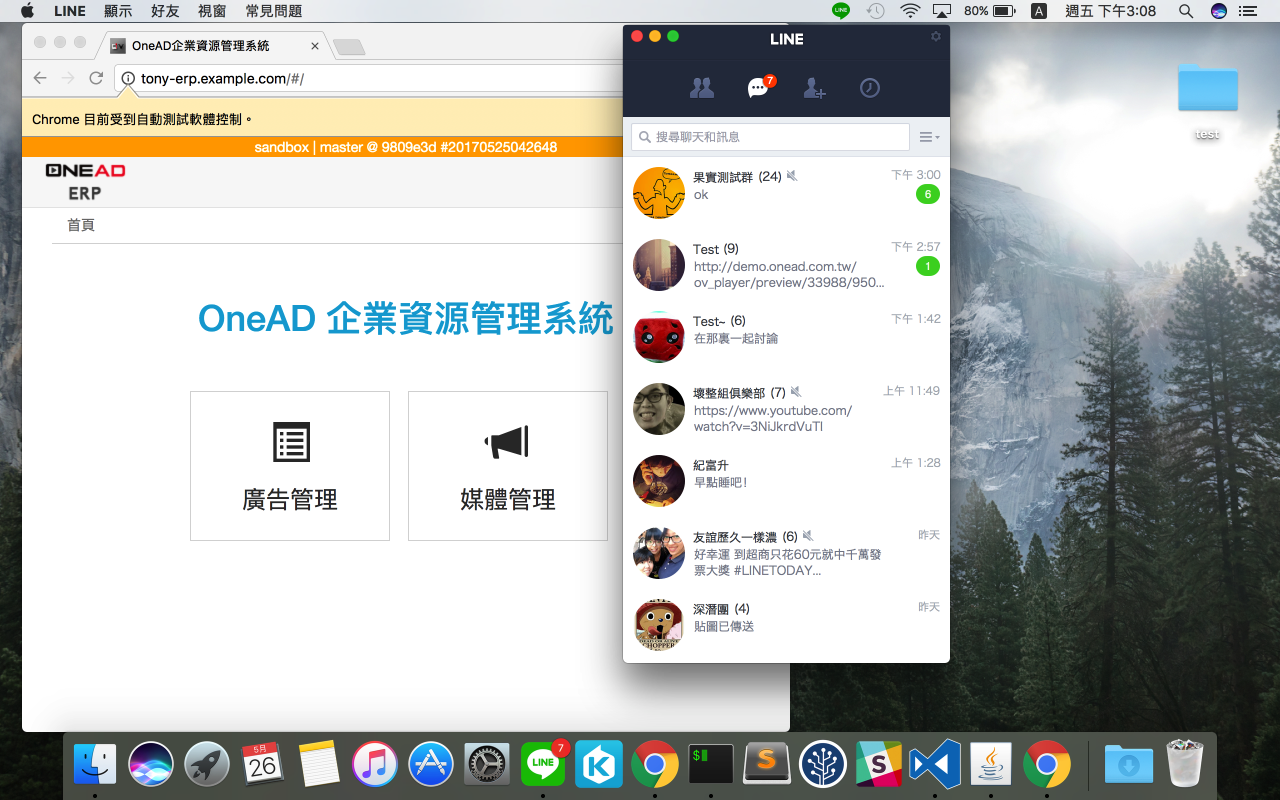 LINE 顯示 好友 視窗 常見問題
LINE 80% A 週五 下午3:08
OneAD企業資源管理系統
tony-erp.example.com/#/
Chrome 目前受到自動測試軟體控制。
sandbox | master @ 9809e3d #20170525042648
ONEAD
ERP
首頁
OneAD 企業資源管理系統
廣告管理
媒體管理
LINE
7
搜尋聊天和訊息
果實測試群 (24) 下午 3:00
ok 6
Test (9) 下午 2:57
http://demo.onead.com.tw/ 1
ov_player/preview/33988/950...
Test~ (6) 下午 1:42
在那裏一起討論
壞整組俱樂部 (7) 上午 11:49
https://www.youtube.com/
watch?v=3NiJkrdVuTI
紀富升 上午 1:28
早點睡吧!
友誼歷久一樣濃 (6) 昨天
好幸運 到超商只花60元就中千萬發
票大獎 #LINETODAY...
深潛團 (4) 昨天
貼圖已傳送
CHOPPER
test
5月
26
LINE
7
K
$
S
S